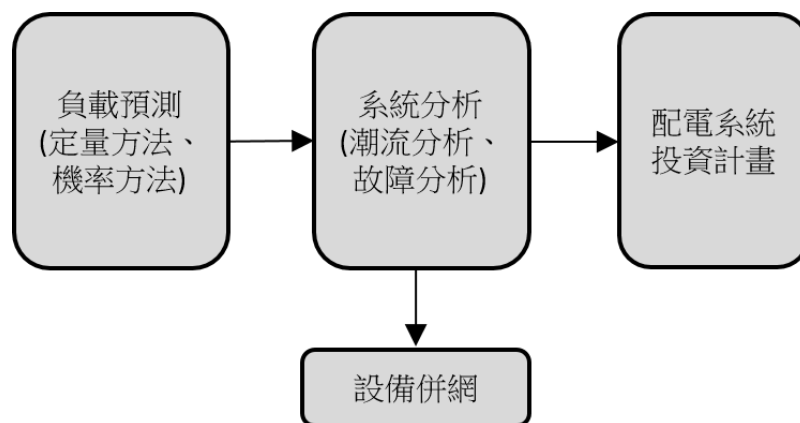 負載預測
(定量方法、
機率方法)
系統分析
(潮流分析、
故障分析)
配電系統
投資計畫
設備併網